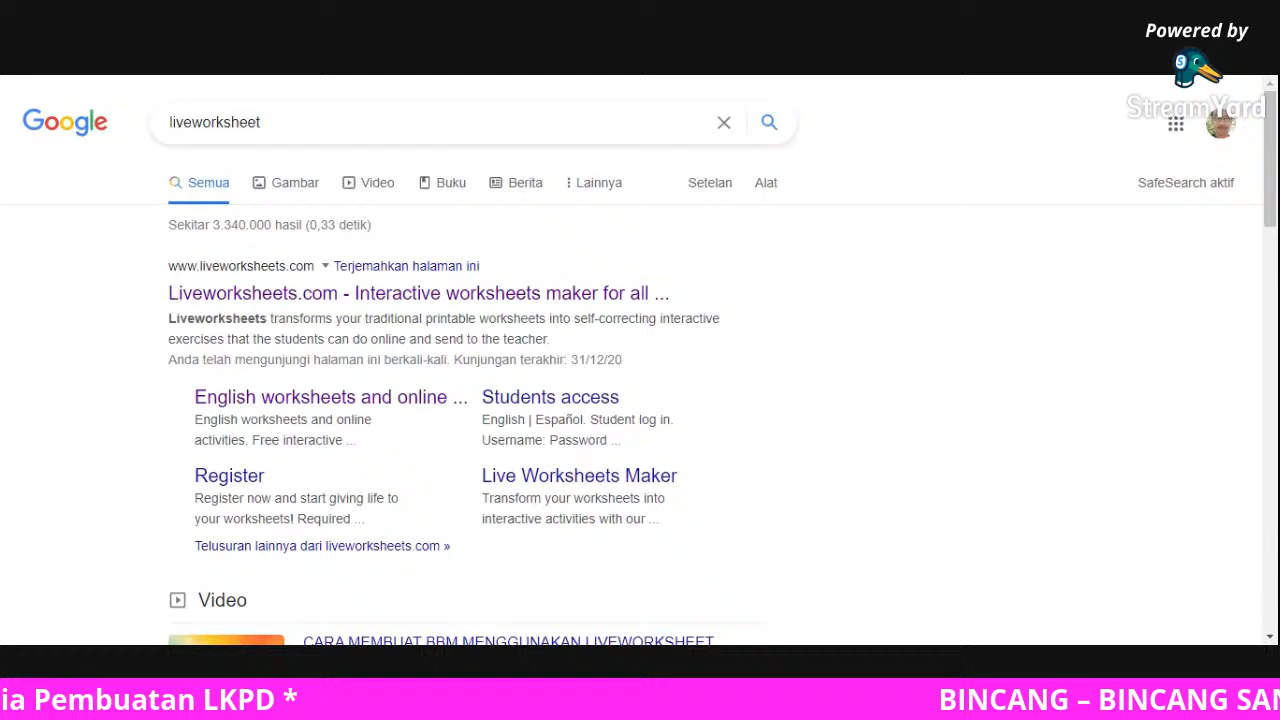 Powered by
StreamYard
Google
liveworksheet
Semua Gambar Video Buku Berita Lainnya Setelan Alat SafeSearch aktif
Sekitar 3.340.000 hasil (0,33 detik)
www.liveworksheets.com Terjemahkan halaman ini
Liveworksheets.com - Interactive worksheets maker for all ...
Liveworksheets transforms your traditional printable worksheets into self-correcting interactive
exercises that the students can do online and send to the teacher.
Anda telah mengunjungi halaman ini berkali-kali. Kunjungan terakhir: 31/12/20
English worksheets and online ...
English worksheets and online
activities. Free interactive ...
Students access
English | Español. Student log in.
Username: Password ...
Register
Register now and start giving life to
your worksheets! Required ...
Live Worksheets Maker
Transform your worksheets into
interactive activities with our ...
Telusuran lainnya dari liveworksheets.com »
Video
CARA MEMBUAT BBM MENGGUNAKAN LIVEWORKSHEET
ia Pembuatan LKPD * BINCANG – BINCANG SAN